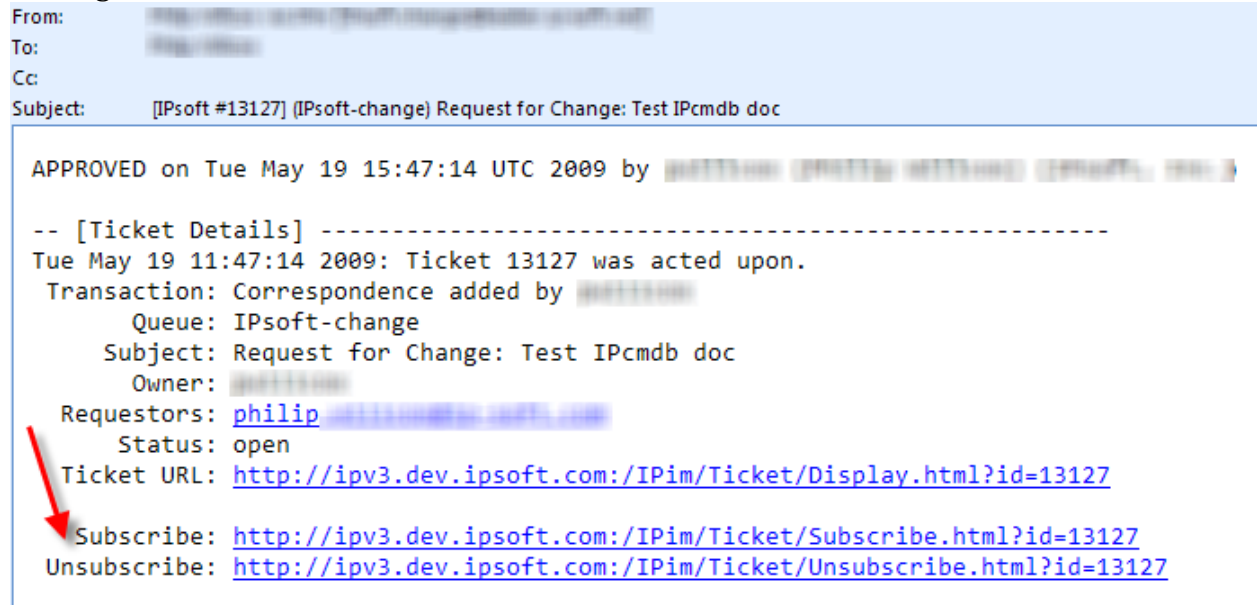 From:
To:
Cc:
Subject: [IPsoft #13127] (IPsoft-change) Request for Change: Test IPcmdb doc
APPROVED on Tue May 19 15:47:14 UTC 2009 by
-- [Ticket Details] -------------------------------------------------------
Tue May 19 11:47:14 2009: Ticket 13127 was acted upon.
Transaction: Correspondence added by
Queue: IPsoft-change
Subject: Request for Change: Test IPcmdb doc
Owner:
Requestors: philip
Status: open
Ticket URL: http://ipv3.dev.ipsoft.com:/IPim/Ticket/Display.html?id=13127
Subscribe: http://ipv3.dev.ipsoft.com:/IPim/Ticket/Subscribe.html?id=13127
Unsubscribe: http://ipv3.dev.ipsoft.com:/IPim/Ticket/Unsubscribe.html?id=13127